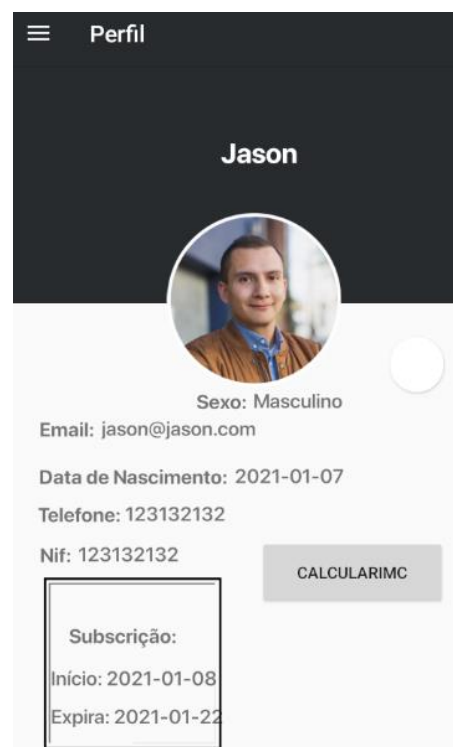 Perfil
Jason
Sexo: Masculino
Email: jason@jason.com
Data de Nascimento: 2021-01-07
Telefone: 123132132
Nif: 123132132
CALCULARIMC
Subscrição:
Início: 2021-01-08
Expira: 2021-01-22